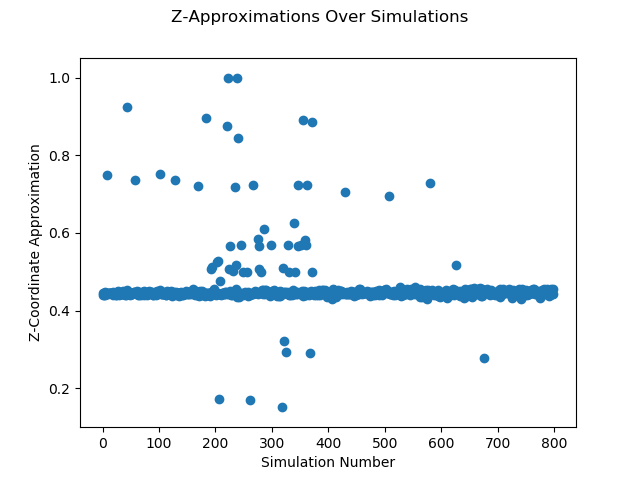 Z-Approximations Over Simulations
1.0
0.8
0.6
0.4
0.2
Z-Coordinate Approximation
0 100 200 300 400 500 600 700 800
Simulation Number